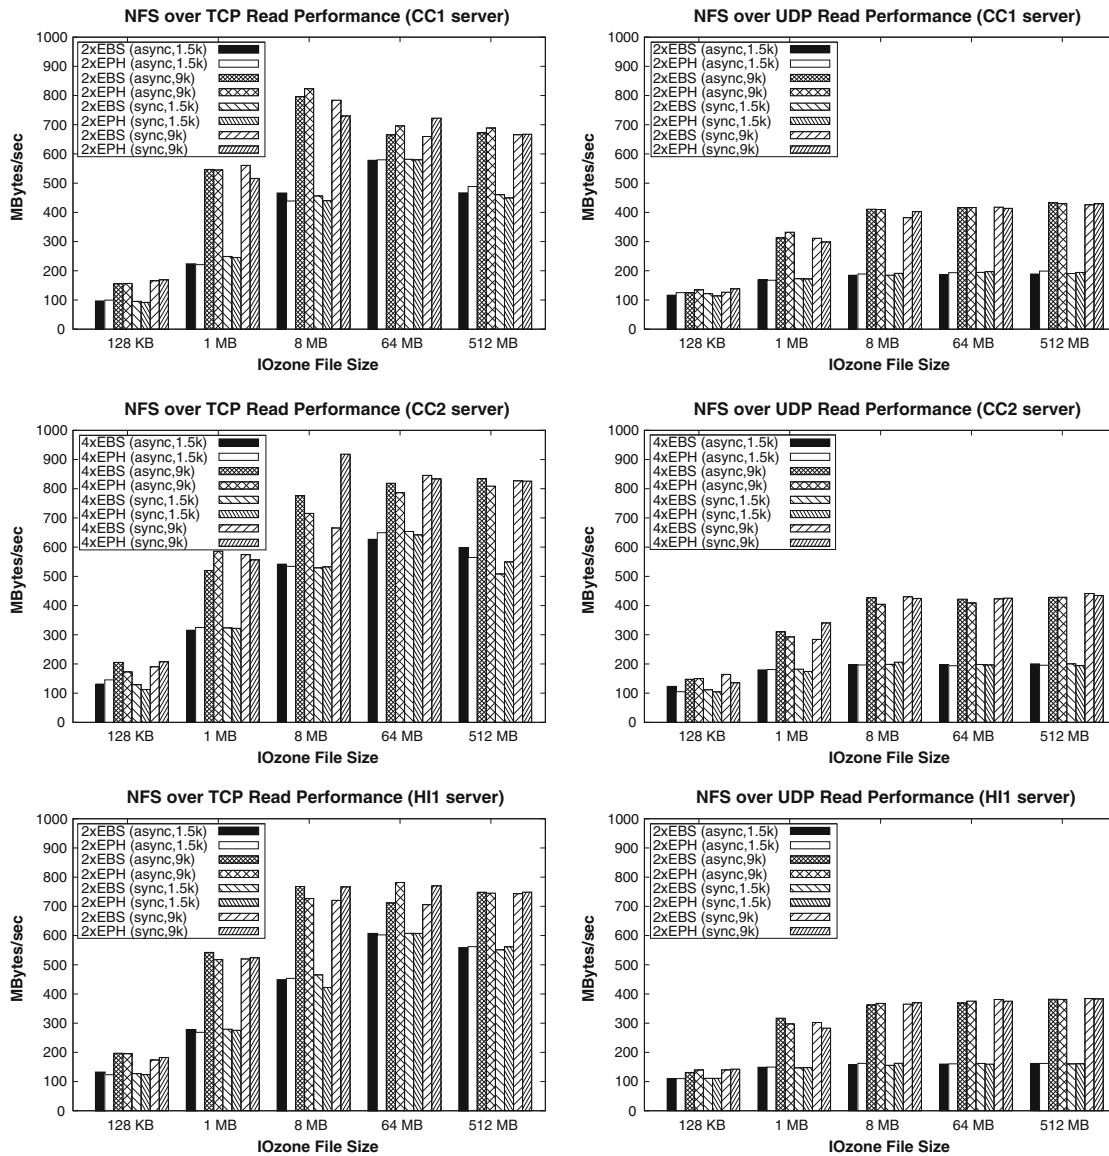 NFS over TCP Read Performance (CC1 server)
MBytes/sec
1000
900
800
700
600
500
400
300
200
100
0
2xEBS (async,1.5k)
2xEPH (async,1.5k)
2xEBS (async,9k)
2xEPH (async,9k)
2xEBS (sync,1.5k)
2xEPH (sync,1.5k)
2xEBS (sync,9k)
2xEPH (sync,9k)
128 KB 1 MB 8 MB 64 MB 512 MB
IOzone File Size
NFS over UDP Read Performance (CC1 server)
MBytes/sec
1000
900
800
700
600
500
400
300
200
100
0
2xEBS (async,1.5k)
2xEPH (async,1.5k)
2xEBS (async,9k)
2xEPH (async,9k)
2xEBS (sync,1.5k)
2xEPH (sync,1.5k)
2xEBS (sync,9k)
2xEPH (sync,9k)
128 KB 1 MB 8 MB 64 MB 512 MB
IOzone File Size
NFS over TCP Read Performance (CC2 server)
MBytes/sec
1000
900
800
700
600
500
400
300
200
100
0
4xEBS (async,1.5k)
4xEPH (async,1.5k)
4xEBS (async,9k)
4xEPH (async,9k)
4xEBS (sync,1.5k)
4xEPH (sync,1.5k)
4xEBS (sync,9k)
4xEPH (sync,9k)
128 KB 1 MB 8 MB 64 MB 512 MB
IOzone File Size
NFS over UDP Read Performance (CC2 server)
MBytes/sec
1000
900
800
700
600
500
400
300
200
100
0
4xEBS (async,1.5k)
4xEPH (async,1.5k)
4xEBS (async,9k)
4xEPH (async,9k)
4xEBS (sync,1.5k)
4xEPH (sync,1.5k)
4xEBS (sync,9k)
4xEPH (sync,9k)
128 KB 1 MB 8 MB 64 MB 512 MB
IOzone File Size
NFS over TCP Read Performance (HI1 server)
MBytes/sec
1000
900
800
700
600
500
400
300
200
100
0
2xEBS (async,1.5k)
2xEPH (async,1.5k)
2xEBS (async,9k)
2xEPH (async,9k)
2xEBS (sync,1.5k)
2xEPH (sync,1.5k)
2xEBS (sync,9k)
2xEPH (sync,9k)
128 KB 1 MB 8 MB 64 MB 512 MB
IOzone File Size
NFS over UDP Read Performance (HI1 server)
MBytes/sec
1000
900
800
700
600
500
400
300
200
100
0
2xEBS (async,1.5k)
2xEPH (async,1.5k)
2xEBS (async,9k)
2xEPH (async,9k)
2xEBS (sync,1.5k)
2xEPH (sync,1.5k)
2xEBS (sync,9k)
2xEPH (sync,9k)
128 KB 1 MB 8 MB 64 MB 512 MB
IOzone File Size